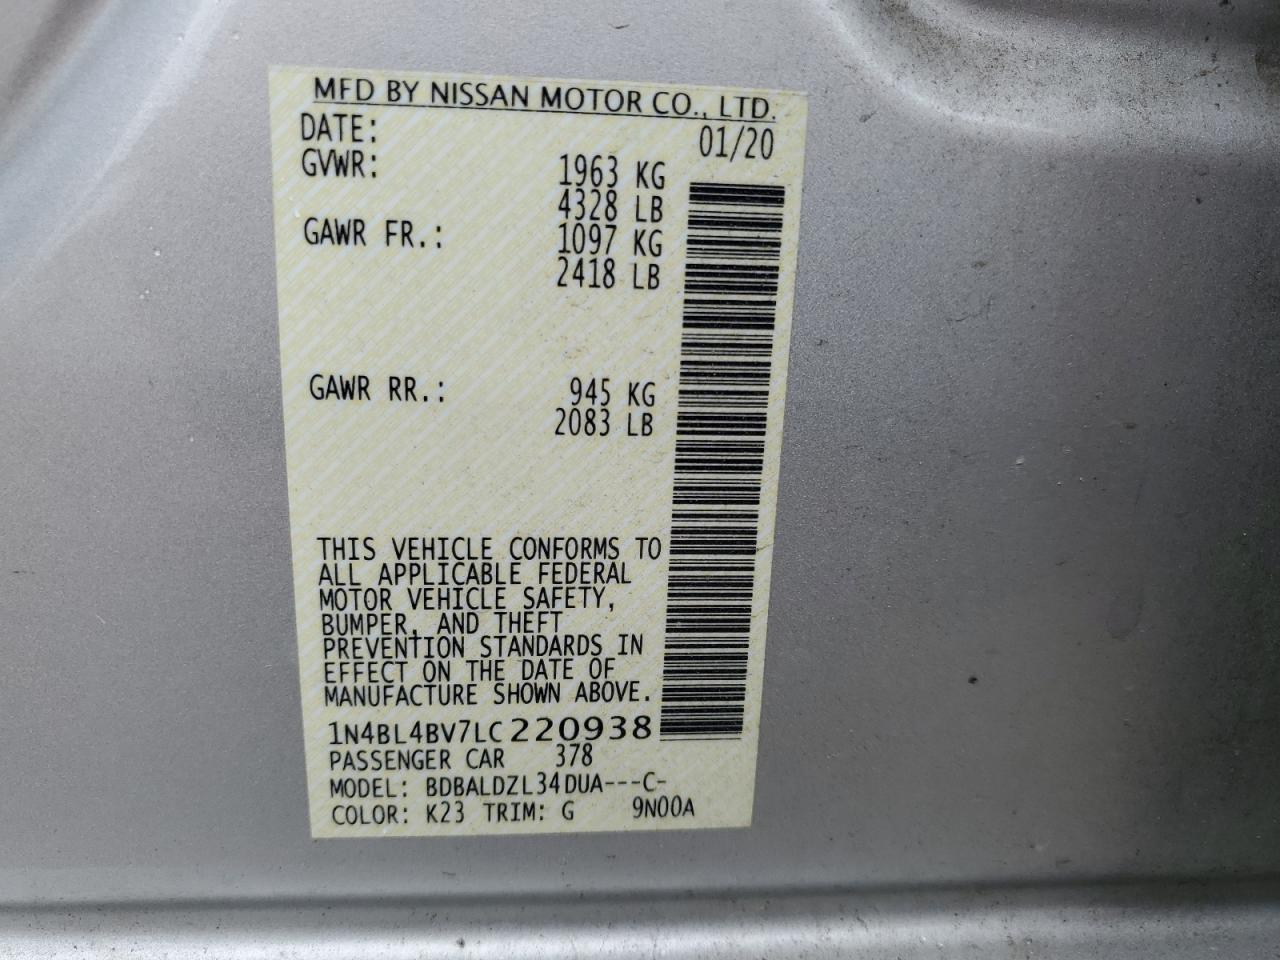 MFD BY NISSAN MOTOR CO., LTD.
DATE: 01/20
GVWR: 1963 KG
4328 LB
GAWR FR.: 1097 KG
2418 LB
GAWR RR.: 945 KG
2083 LB
THIS VEHICLE CONFORMS TO
ALL APPLICABLE FEDERAL
MOTOR VEHICLE SAFETY,
BUMPER, AND THEFT
PREVENTION STANDARDS IN
EFFECT ON THE DATE OF
MANUFACTURE SHOWN ABOVE.
1N4BL4BV7LC220938
PASSENGER CAR 378
MODEL: BDBALDZL34DUA---C-
COLOR: K23 TRIM: G 9N00A